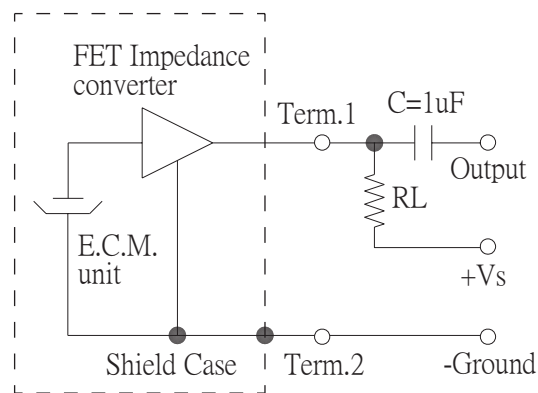 FET Impedance
converter
Term.1
C=1uF
Output
RL
+Vs
E.C.M.
unit
Shield Case
Term.2
-Ground